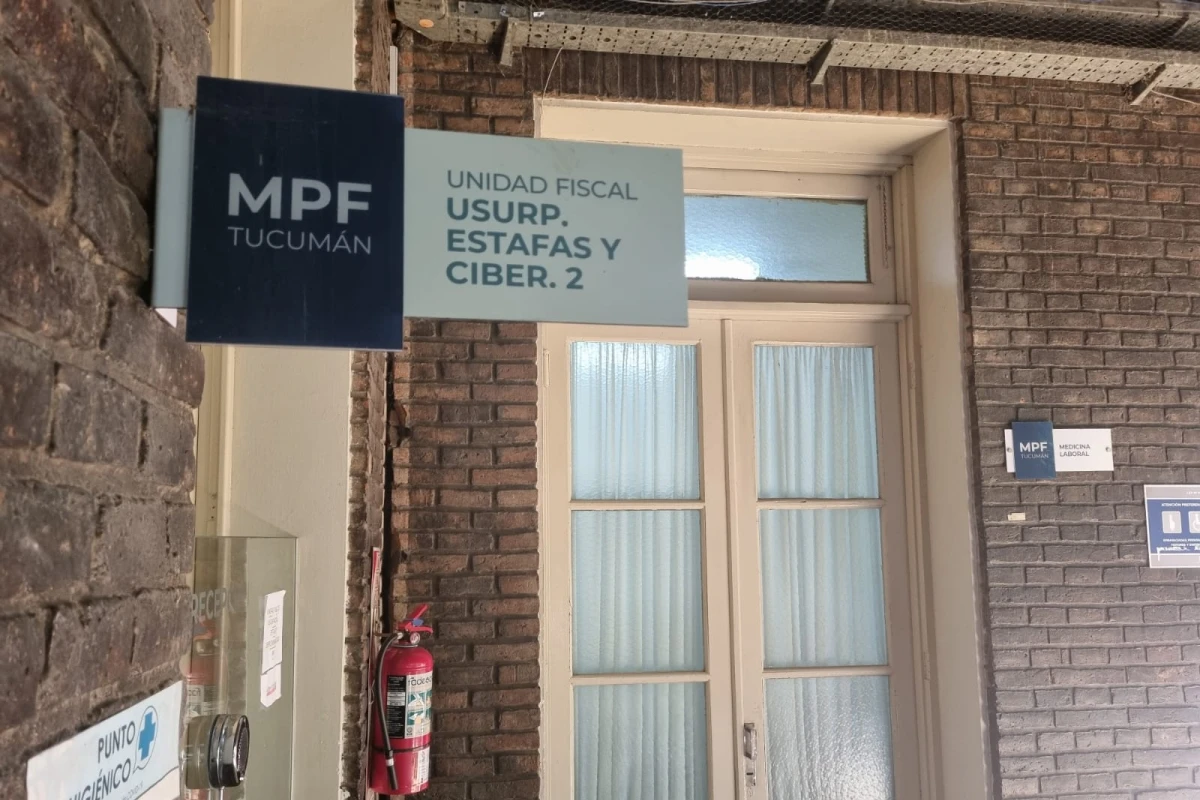 MPF
TUCUMÁN
UNIDAD FISCAL
USURP.
ESTAFAS Y
CIBER. 2
MPF
TUCUMÁN
MEDICINA
LABORAL
PUNTO
HIGIÉNICO